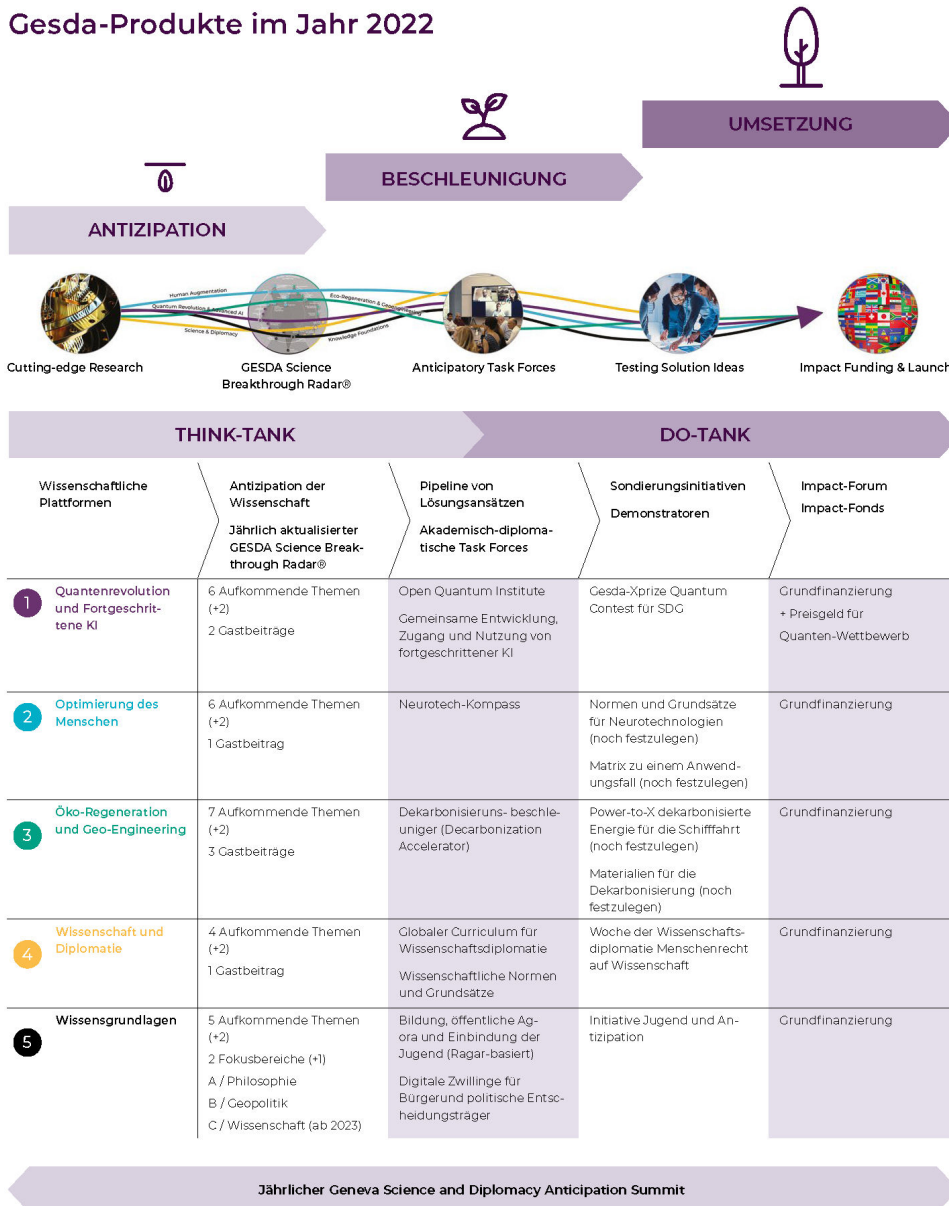 Gesda-Produkte im Jahr 2022
UMSETZUNG
BESCHLEUNIGUNG
ANTIZIPATION
Human Augmentation
Quantum Revolution & Advanced AI
Science & Diplomacy
Eco-Regeneration & Geoengineering
Knowledge Foundations
Cutting-edge Research
GESDA Science
Breakthrough Radar®
Anticipatory Task Forces
Testing Solution Ideas
Impact Funding & Launch
THINK-TANK
DO-TANK
Wissenschaftliche
Plattformen
Antizipation der
Wissenschaft
Jährlich aktualisierter
GESDA Science Break-
through Radar®
Pipeline von
Lösungsansätzen
Akademisch-diploma-
tische Task Forces
Sondierungsinitiativen
Demonstratoren
Impact-Forum
Impact-Fonds
1
Quantenrevolution
und Fortgeschrit-
tene KI
6 Aufkommende Themen
(+2)
2 Gastbeiträge
Open Quantum Institute
Gemeinsame Entwicklung,
Zugang und Nutzung von
fortgeschrittener KI
Gesda-Xprize Quantum
Contest für SDG
Grundfinanzierung
+ Preisgeld für
Quanten-Wettbewerb
2
Optimierung des
Menschen
6 Aufkommende Themen
(+2)
1 Gastbeitrag
Neurotech-Kompass
Normen und Grundsätze
für Neurotechnologien
(noch festzulegen)
Matrix zu einem Anwend-
ungsfall (noch festzulegen)
Grundfinanzierung
3
Öko-Regeneration
und Geo-Engineering
7 Aufkommende Themen
(+2)
3 Gastbeiträge
Dekarbonisieruns- beschle-
uniger (Decarbonization
Accelerator)
Power-to-X dekarbonisierte
Energie für die Schifffahrt
(noch festzulegen)
Materialien für die
Dekarbonisierung (noch
festzulegen)
Grundfinanzierung
4
Wissenschaft und
Diplomatie
4 Aufkommende Themen
(+2)
1 Gastbeitrag
Globaler Curriculum für
Wissenschaftsdiplomatie
Wissenschaftliche Normen
und Grundsätze
Woche der Wissenschafts-
diplomatie Menschenrecht
auf Wissenschaft
Grundfinanzierung
5
Wissensgrundlagen
5 Aufkommende Themen
(+2)
2 Fokusbereiche (+1)
A / Philosophie
B / Geopolitik
C / Wissenschaft (ab 2023)
Bildung, öffentliche Ag-
ora und Einbindung der
Jugend (Ragar-basiert)
Digitale Zwillinge für
Bürgerund politische Entsc-
heidungsträger
Initiative Jugend und An-
tizipation
Grundfinanzierung
Jährlicher Geneva Science and Diplomacy Anticipation Summit